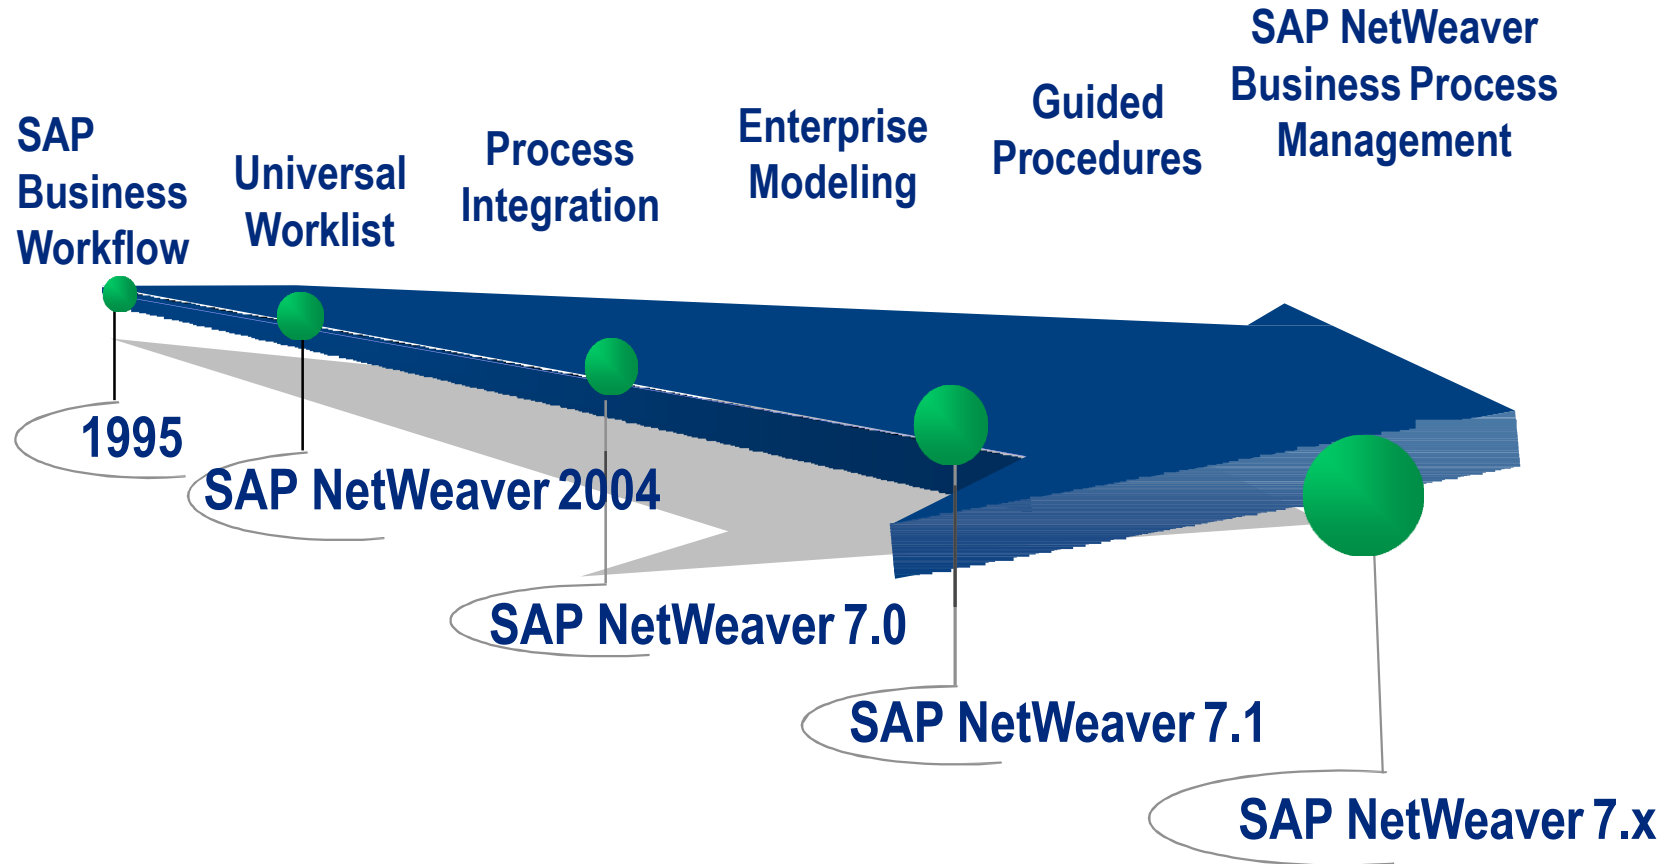 SAP
Business
Workflow
Universal
Worklist
Process
Integration
Enterprise
Modeling
Guided
Procedures
SAP NetWeaver
Business Process
Management
1995
SAP NetWeaver 2004
SAP NetWeaver 7.0
SAP NetWeaver 7.1
SAP NetWeaver 7.x